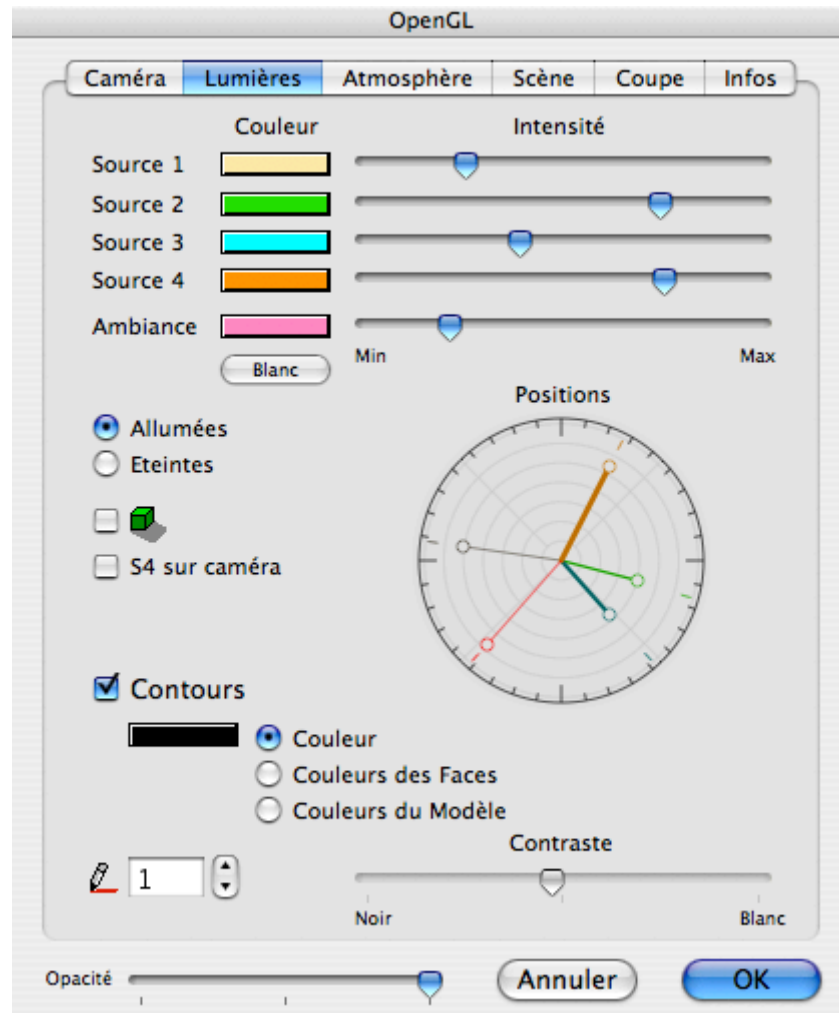 OpenGL
Caméra Lumières Atmosphère Scène Coupe Infos
Couleur Intensité
Source 1
Source 2
Source 3
Source 4
Ambiance
Blanc Min Max
Positions
Allumées
Eteintes
S4 sur caméra
Contours
Couleur
Couleurs des Faces
Couleurs du Modèle
Contraste
1
Noir Blanc
Opacité Annuler OK